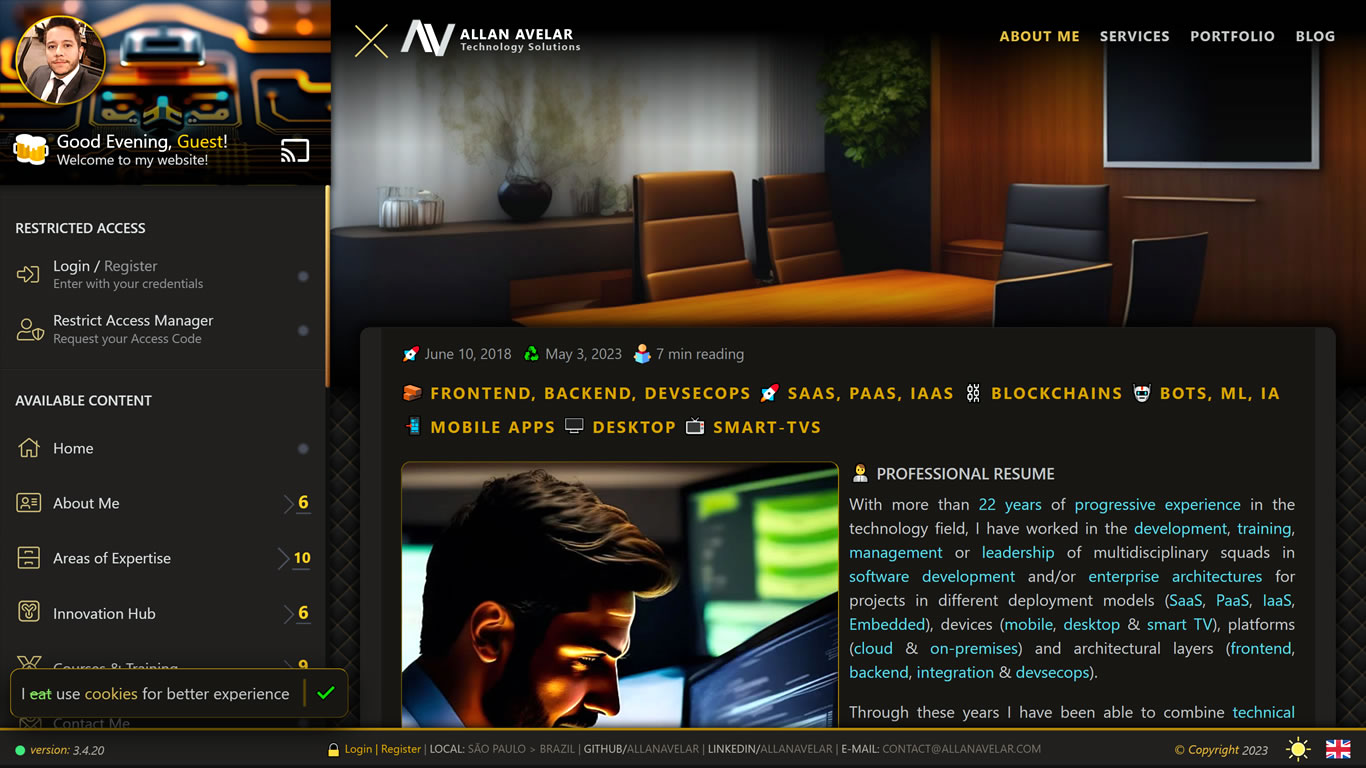 ALLAN AVELAR
Technology Solutions
ABOUT ME
SERVICES
PORTFOLIO
BLOG
Good Evening, Guest!
Welcome to my website!
RESTRICTED ACCESS
Login / Register
Enter with your credentials
Restrict Access Manager
Request your Access Code
AVAILABLE CONTENT
Home
About Me 6
Areas of Expertise 10
Innovation Hub 6
Courses & Training 9
Contact Me
I eat use cookies for better experience
June 10, 2018 May 3, 2023 7 min reading
FRONTEND, BACKEND, DEVSECOPS SAAS, PAAS, IAAS BLOCKCHAINS BOTS, ML, IA
MOBILE APPS DESKTOP SMART-TVS
PROFESSIONAL RESUME
With more than 22 years of progressive experience in the
technology field, I have worked in the development, training,
management or leadership of multidisciplinary squads in
software development and/or enterprise architectures for
projects in different deployment models (SaaS, PaaS, IaaS,
Embedded), devices (mobile, desktop & smart TV), platforms
(cloud & on-premises) and architectural layers (frontend,
backend, integration & devsecops).
Through these years I have been able to combine technical
version: 3.4.20
Login | Register | LOCAL: SÃO PAULO > BRAZIL | GITHUB/ALLANAVELAR | LINKEDIN/ALLANAVELAR | E-MAIL: CONTACT@ALLANAVELAR.COM
© Copyright 2023